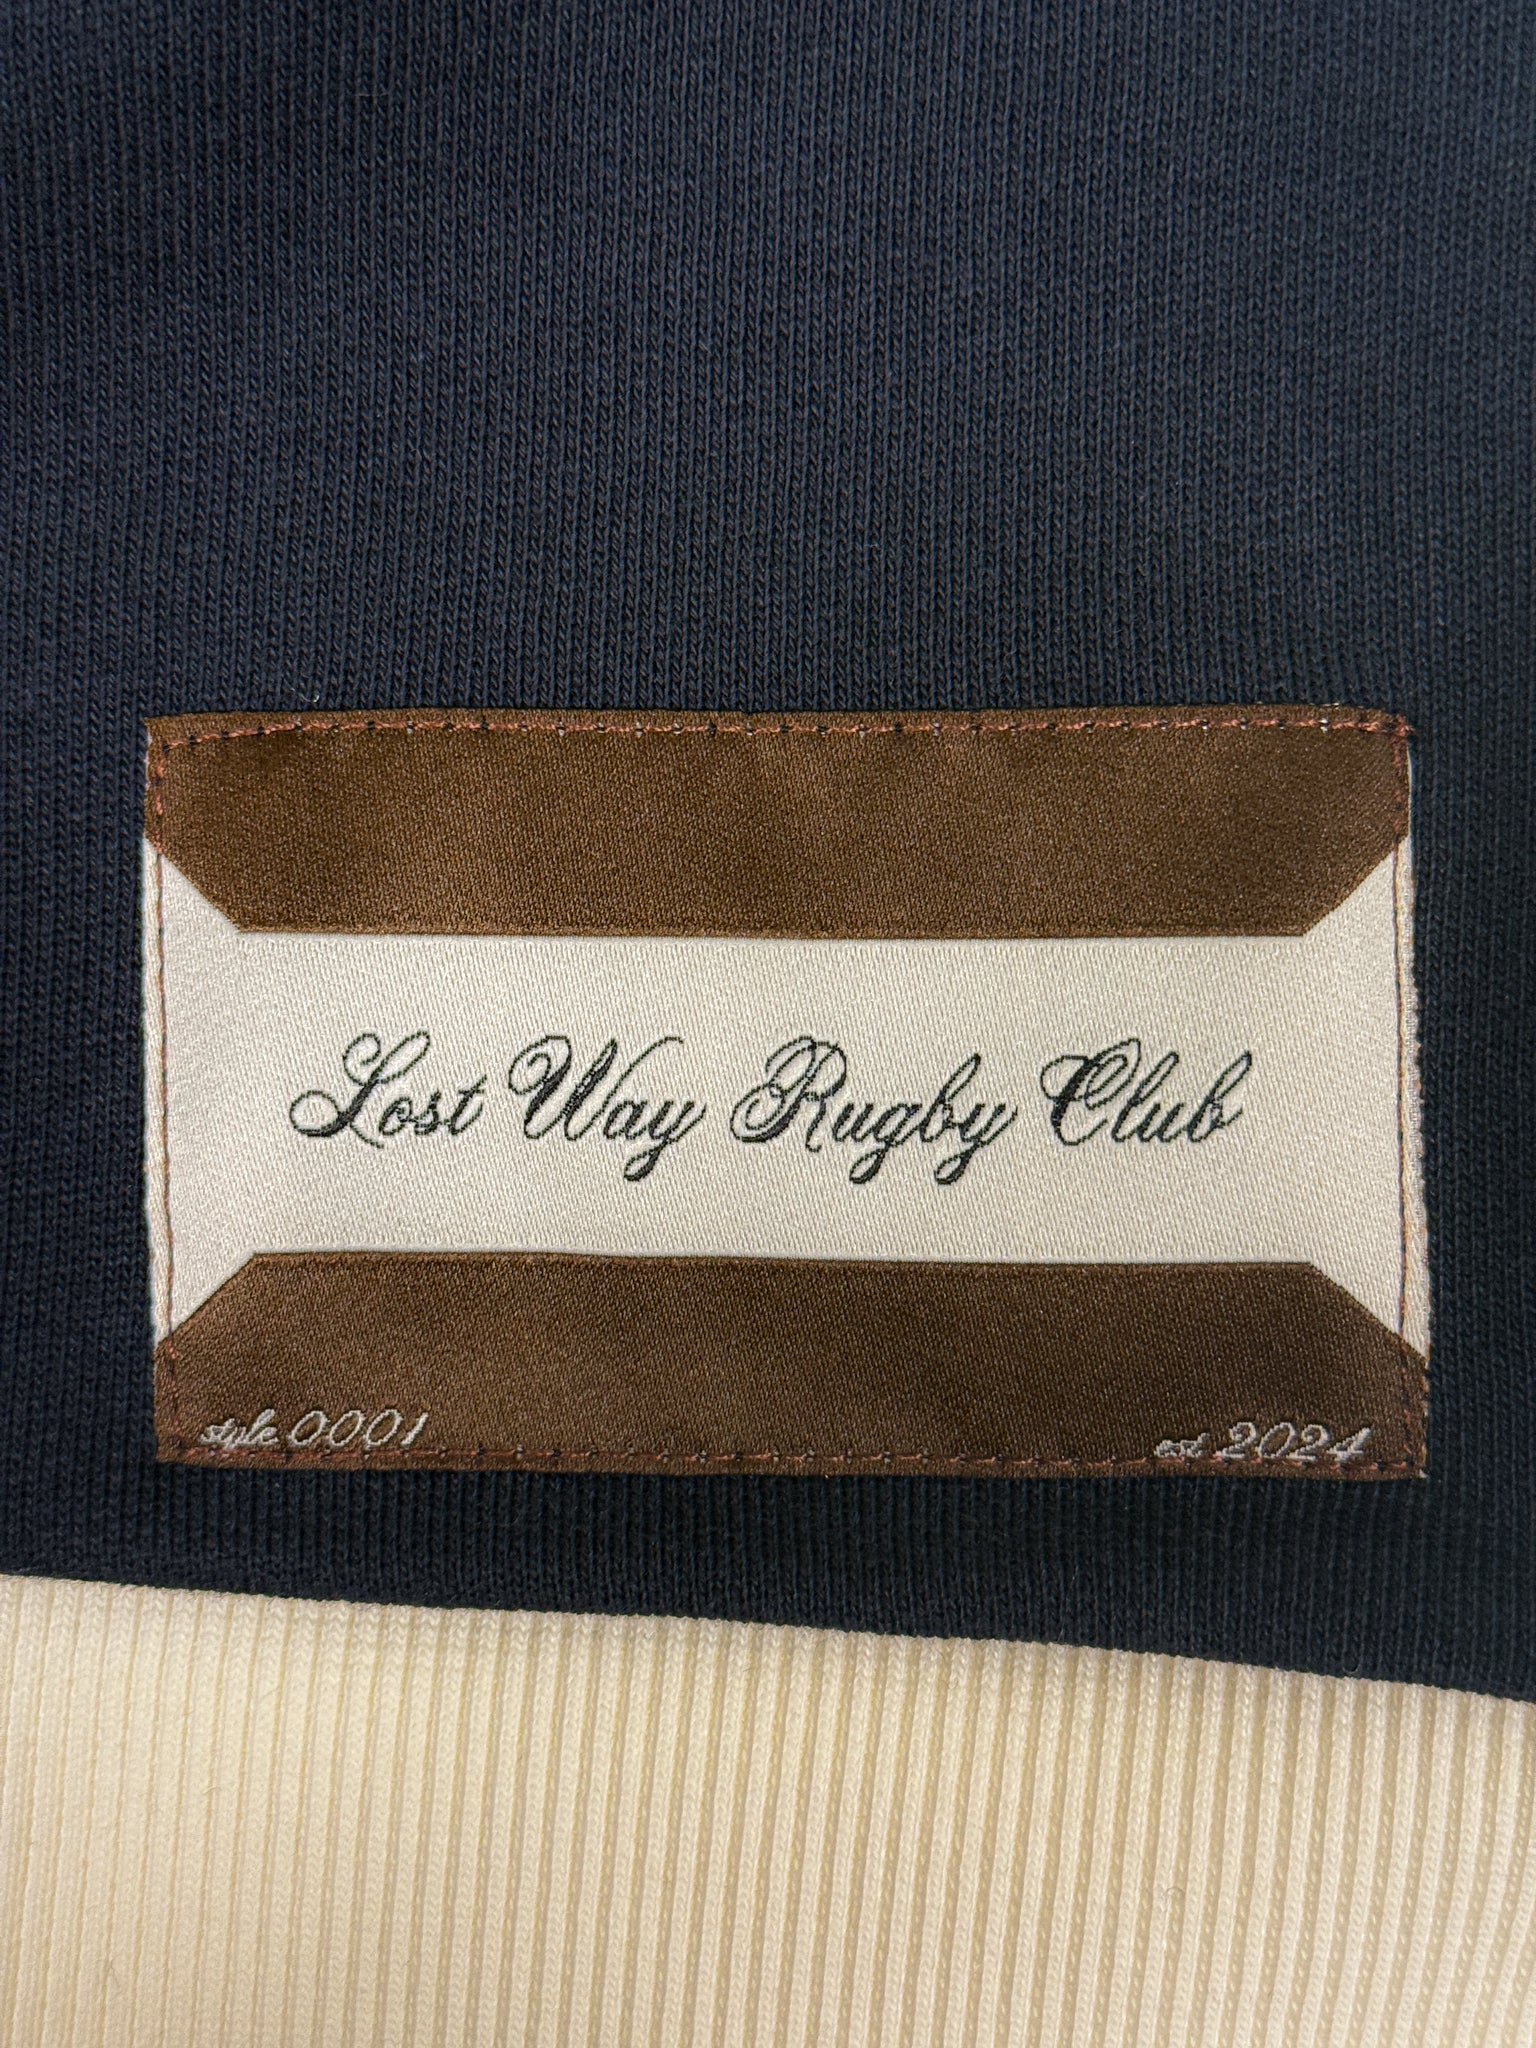 Lost Way Rugby Club
style. 0001
est. 2024